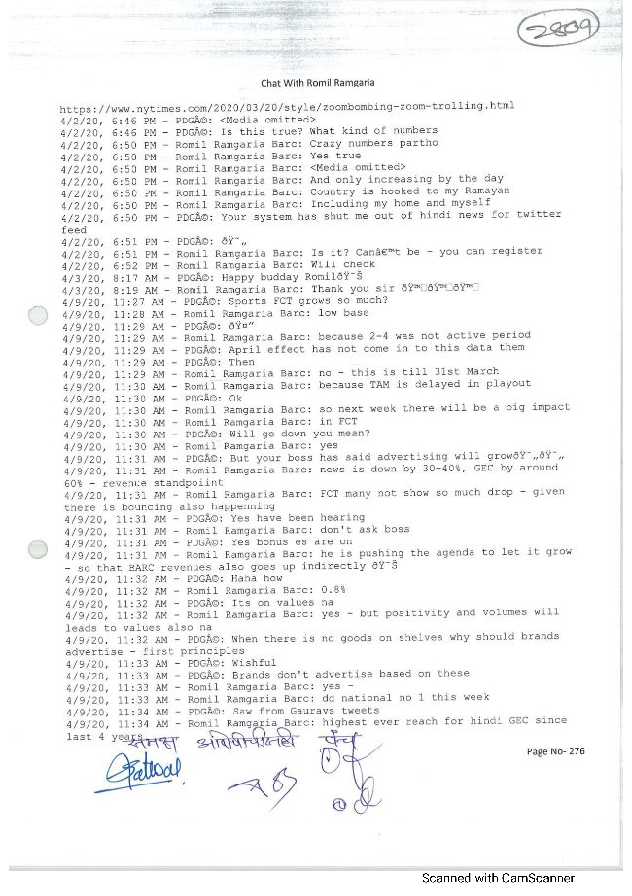 2809
Chat With Romil Ramgaria
https://www.nytimes.com/2020/03/20/style/zoombombing-zoom-trolling.html
4/2/20, 6:46 PM - PDGÂ©: <Media omitted>
4/2/20, 6:46 PM - PDGÂ©: Is this true? What kind of numbers
4/2/20, 6:50 PM - Romil Ramgaria Barc: Crazy numbers partho
4/2/20, 6:50 PM - Romil Ramgaria Barc: Yes true
4/2/20, 6:50 PM - Romil Ramgaria Barc: <Media omitted>
4/2/20, 6:50 PM - Romil Ramgaria Barc: And only increasing by the day
4/2/20, 6:50 PM - Romil Ramgaria Barc: Country is hooked to my Ramayan
4/2/20, 6:50 PM - Romil Ramgaria Barc: Including my home and myself
4/2/20, 6:50 PM - PDGÂ©: Your system has shut me out of hindi news for twitter
feed
4/2/20, 6:51 PM - PDGÂ©: ðŸ˜„
4/2/20, 6:51 PM - Romil Ramgaria Barc: Is it? Canâ€™t be - you can register
4/2/20, 6:52 PM - Romil Ramgaria Barc: Will check
4/3/20, 8:17 AM - PDGÂ©: Happy budday RomilðŸ˜Š
4/3/20, 8:19 AM - Romil Ramgaria Barc: Thank you sir ðŸ™□ðŸ™□ðŸ™□
4/9/20, 11:27 AM - PDGÂ©: Sports FCT grows so much?
4/9/20, 11:28 AM - Romil Ramgaria Barc: low base
4/9/20, 11:29 AM - PDGÂ©: ðŸ¤”
4/9/20, 11:29 AM - Romil Ramgaria Barc: because 2-4 was not active period
4/9/20, 11:29 AM - PDGÂ©: April effect has not come in to this data them
4/9/20, 11:29 AM - PDGÂ©: Then
4/9/20, 11:29 AM - Romil Ramgaria Barc: no - this is till 31st March
4/9/20, 11:30 AM - Romil Ramgaria Barc: because TAM is delayed in playout
4/9/20, 11:30 AM - PDGÂ©: Ok
4/9/20, 11:30 AM - Romil Ramgaria Barc: so next week there will be a big impact
4/9/20, 11:30 AM - Romil Ramgaria Barc: in FCT
4/9/20, 11:30 AM - PDGÂ©: Will go down you mean?
4/9/20, 11:30 AM - Romil Ramgaria Barc: yes
4/9/20, 11:31 AM - PDGÂ©: But your boss has said advertising will growðŸ˜„ðŸ˜„
4/9/20, 11:31 AM - Romil Ramgaria Barc: news is down by 30-40%, GEC by around
60% - revenue standpoiint
4/9/20, 11:31 AM - Romil Ramgaria Barc: FCT many not show so much drop - given
there is bouncing also happenning
4/9/20, 11:31 AM - PDGÂ©: Yes have been hearing
4/9/20, 11:31 AM - Romil Ramgaria Barc: don't ask boss
4/9/20, 11:31 AM - PDGÂ©: Yes bonus es are on
4/9/20, 11:31 AM - Romil Ramgaria Barc: he is pushing the agenda to let it grow
- so that BARC revenues also goes up indirectly ðŸ˜Š
4/9/20, 11:32 AM - PDGÂ©: Haha how
4/9/20, 11:32 AM - Romil Ramgaria Barc: 0.8%
4/9/20, 11:32 AM - PDGÂ©: Its on values na
4/9/20, 11:32 AM - Romil Ramgaria Barc: yes - but positivity and volumes will
leads to values also na
4/9/20, 11:32 AM - PDGÂ©: When there is no goods on shelves why should brands
advertise - first principles
4/9/20, 11:33 AM - PDGÂ©: Wishful
4/9/20, 11:33 AM - PDGÂ©: Brands don't advertise based on these
4/9/20, 11:33 AM - Romil Ramgaria Barc: yes -
4/9/20, 11:33 AM - Romil Ramgaria Barc: dd national no 1 this week
4/9/20, 11:34 AM - PDGÂ©: Saw from Gauravs tweets
4/9/20, 11:34 AM - Romil Ramgaria Barc: highest ever reach for hindi GEC since
last 4 years
समक्ष
पंच
Page No- 276
Scanned with CamScanner